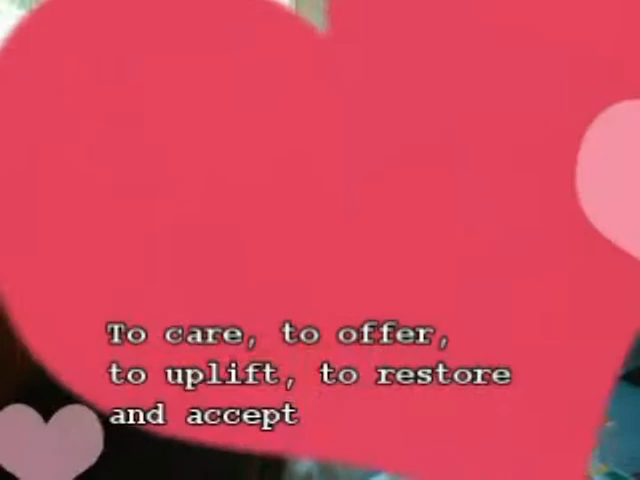 To care, to offer,
to uplift, to restore
and accept